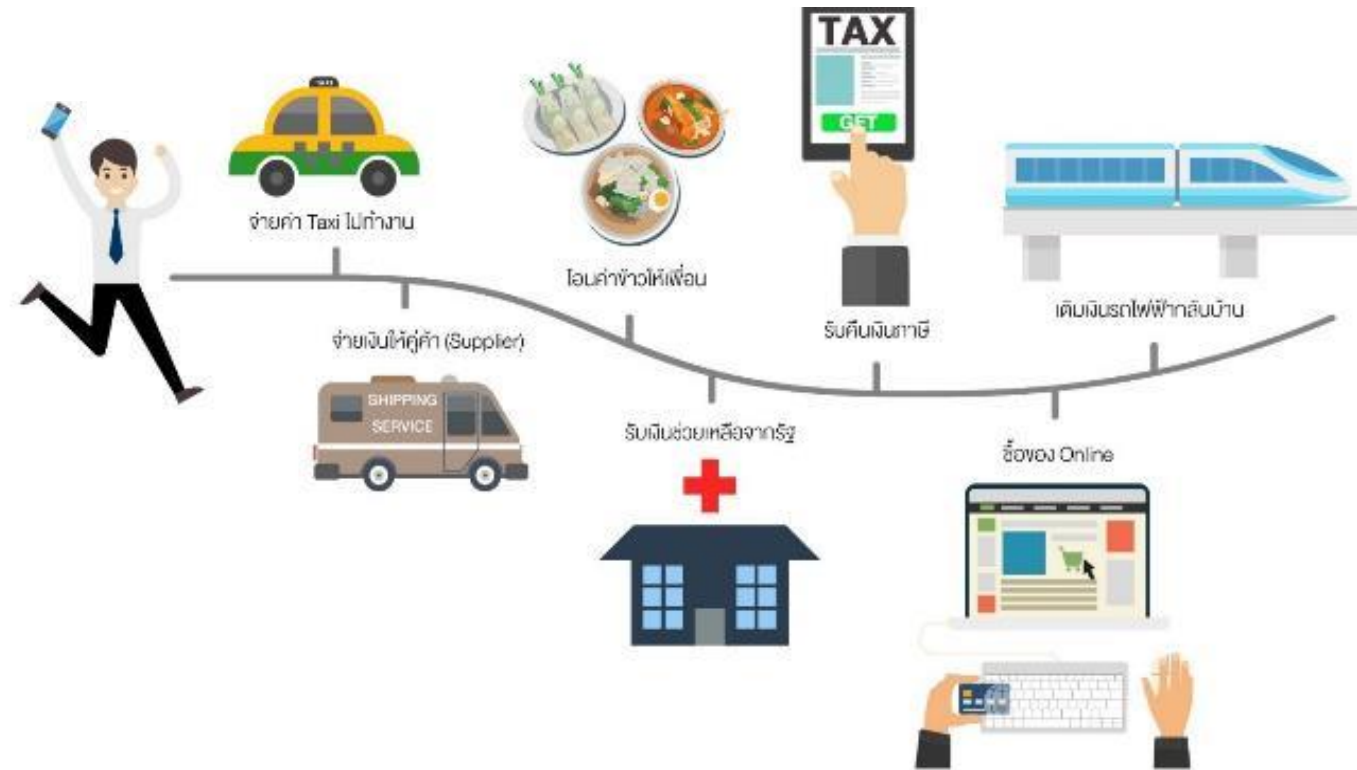 TAXI
จ่ายค่า Taxi ไปทำงาน
จ่ายเงินให้คู่ค้า (Supplier)
SHIPPING
SERVICE
โอนค่าข้าวให้เพื่อน
รับเงินช่วยเหลือจากรัฐ
TAX
GET
รับคืนเงินภาษี
ซื้อของ Online
เติมเงินรถไฟฟ้ากลับบ้าน